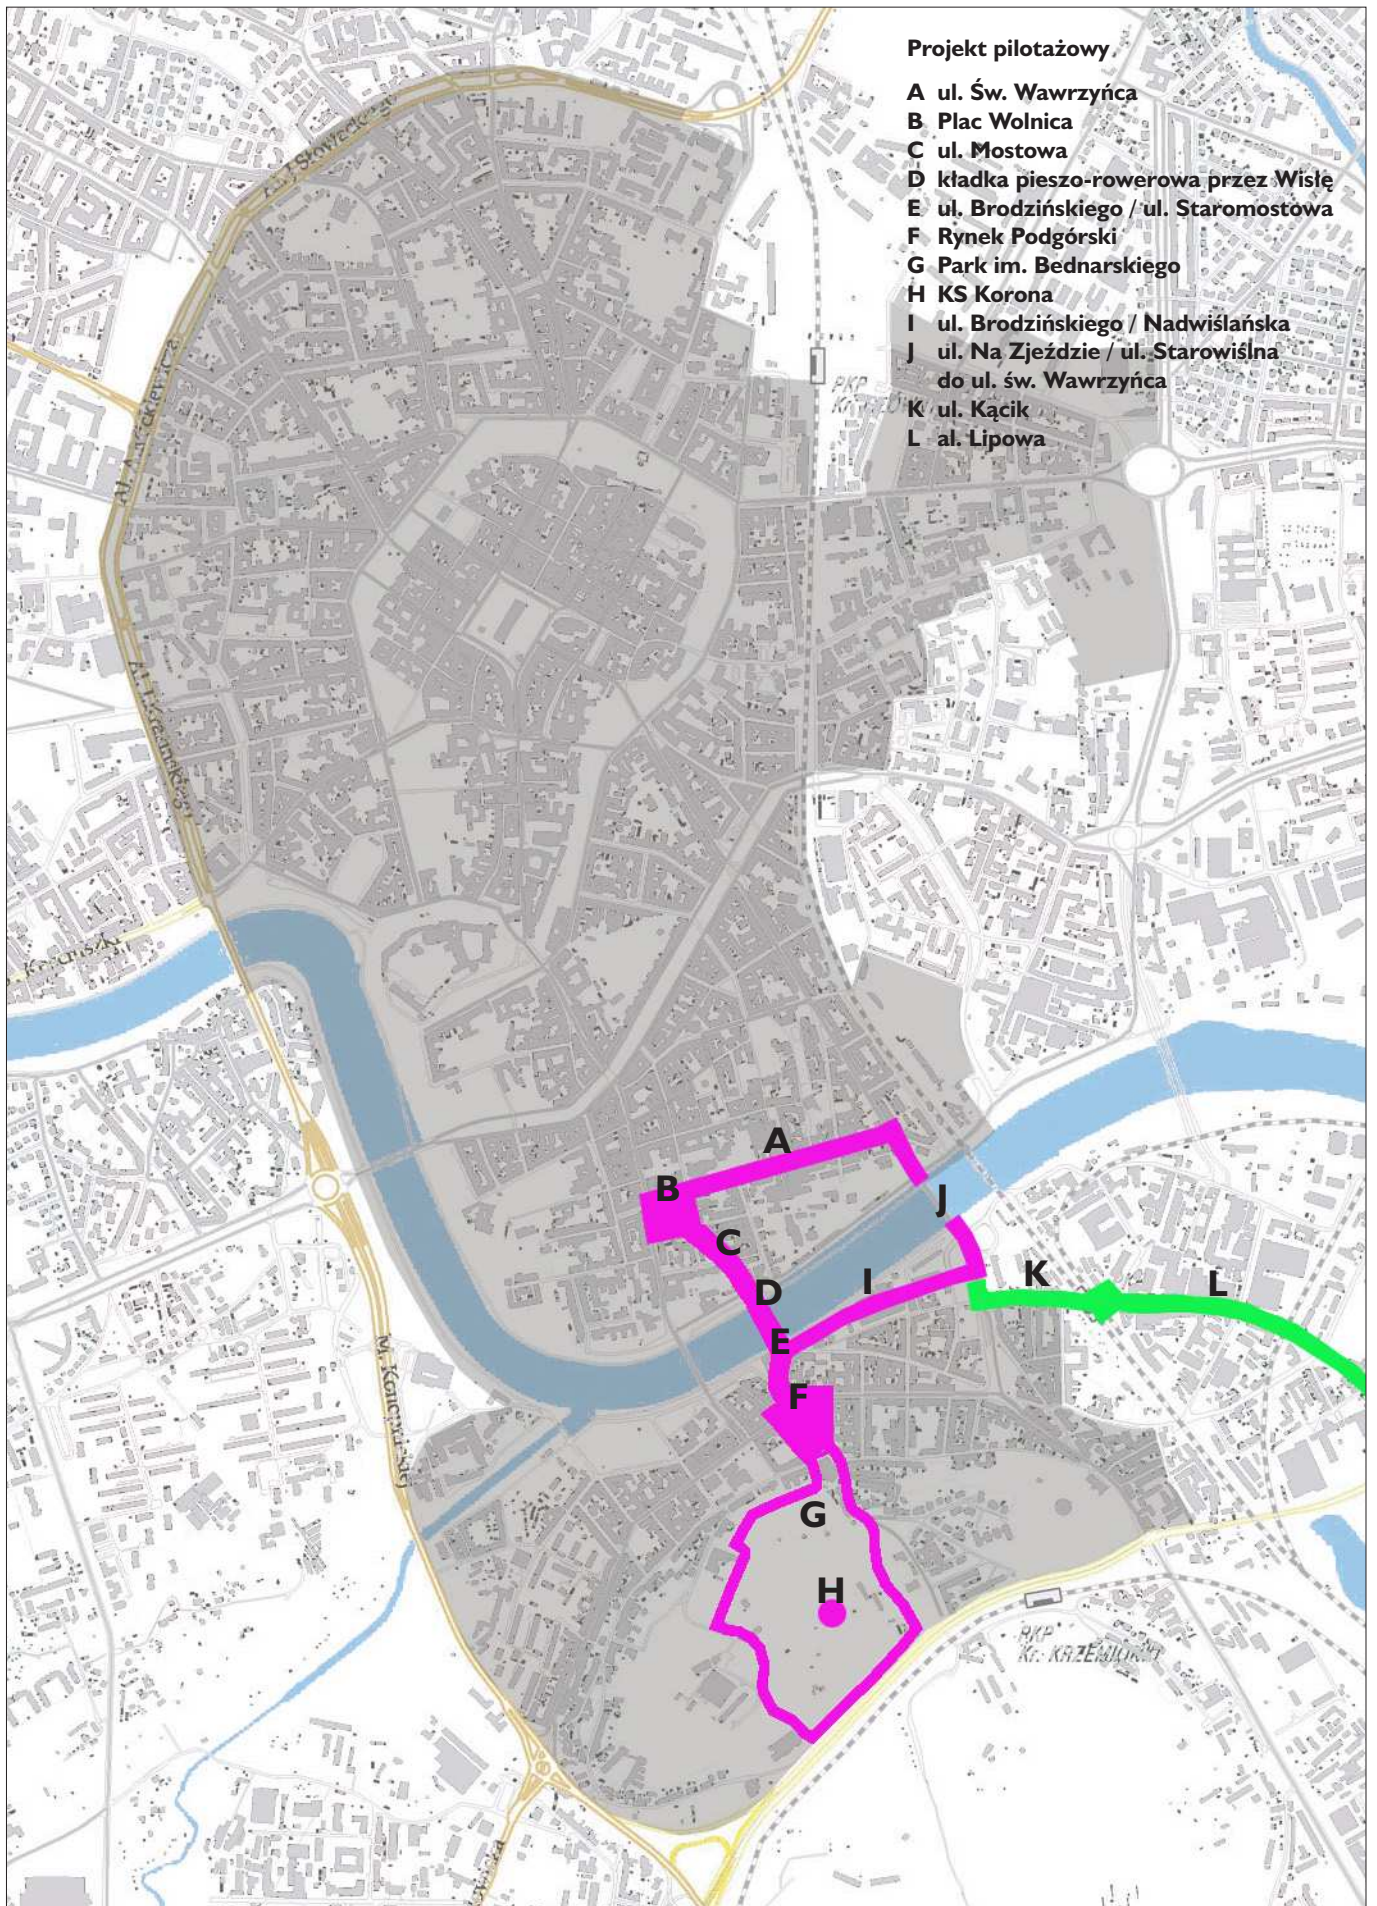 Projekt pilotażowy
A ul. Św. Wawrzyńca
B Plac Wolnica
C ul. Mostowa
D kładka pieszo-rowerowa przez Wisłę
E ul. Brodzińskiego / ul. Staromostowa
F Rynek Podgórski
G Park im. Bednarskiego
H KS Korona
I ul. Brodzińskiego / Nadwiślańska
J ul. Na Zjeździe / ul. Starowiślna
do ul. św. Wawrzyńca
K ul. Kącik
L al. Lipowa
PKP
A
B
J
C
K
I
D
L
E
F
G
H
PKP
Kr. KRZEMIONKI